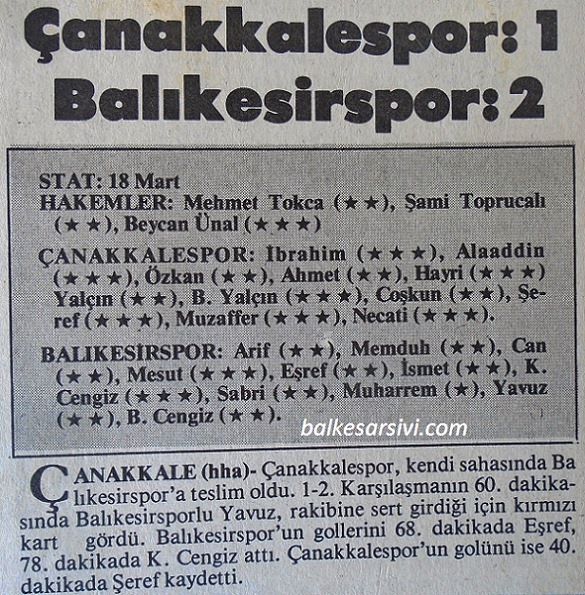 Çanakkalespor: 1
Balıkesirspor: 2
STAT: 18 Mart
HAKEMLER: Mehmet Tokca (★★), Şami Toprucalı
(★★), Beycan Ünal (★★★)
ÇANAKKALESPOR: İbrahim (★★★), Alaaddin
(★★★), Özkan (★★), Ahmet (★★), Hayri (★★★)
Yalçın (★★), B. Yalçın (★★), Coşkun (★★), Şe-
ref (★★★), Muzaffer (★★★), Necati (★★★).
BALIKESİRSPOR: Arif (★★), Memduh (★★), Can
(★★), Mesut (★★★), Eşref (★★), İsmet (★★), K.
Cengiz (★★★), Sabri (★★), Muharrem (★), Yavuz
(★★), B. Cengiz (★★).
balkesarsivi.com
ÇANAKKALE (hha)- Çanakkalespor, kendi sahasında Ba
lıkesirspor'a teslim oldu. 1-2. Karşılaşmanın 60. dakika-
sında Balıkesirsporlu Yavuz, rakibine sert girdiği için kırmızı
kart gördü. Balıkesirspor'un gollerini 68. dakikada Eşref,
78. dakikada K. Cengiz attı. Çanakkalespor'un golünü ise 40.
dakikada Şeref kaydetti.